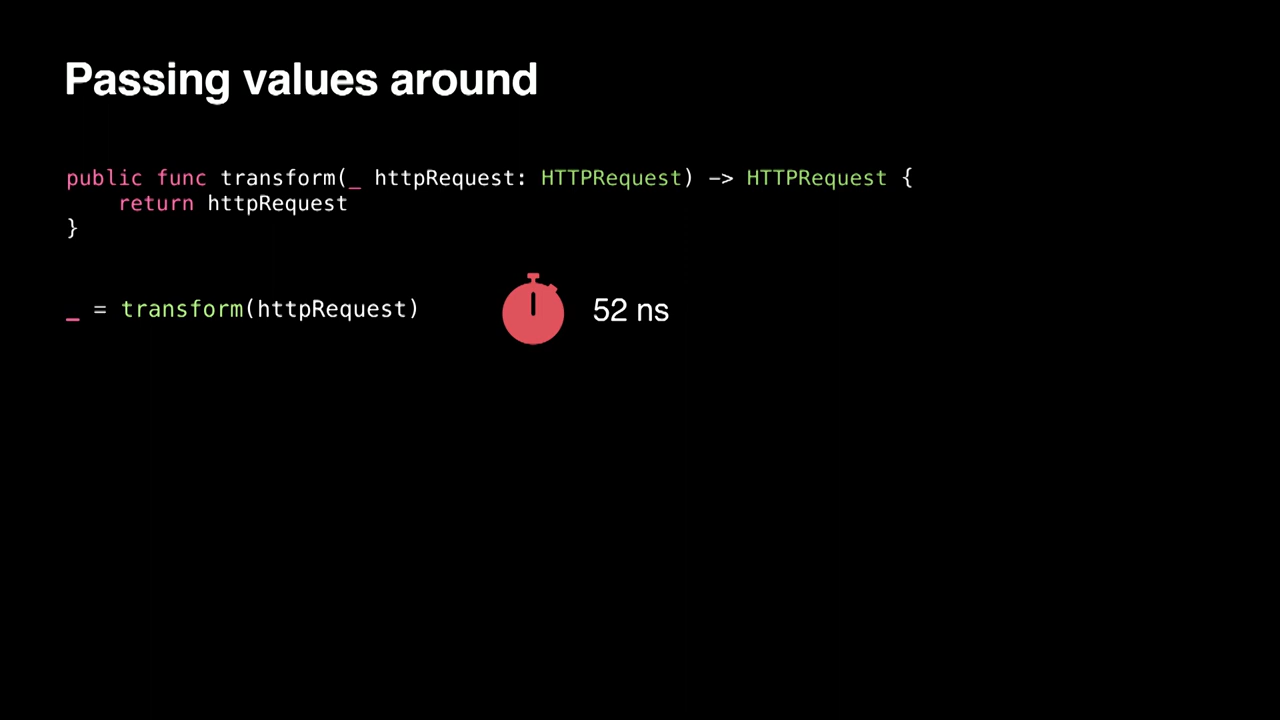 Passing values around
public func transform(_ httpRequest: HTTPRequest) -> HTTPRequest {
    return httpRequest
}
_ = transform(httpRequest)
52 ns